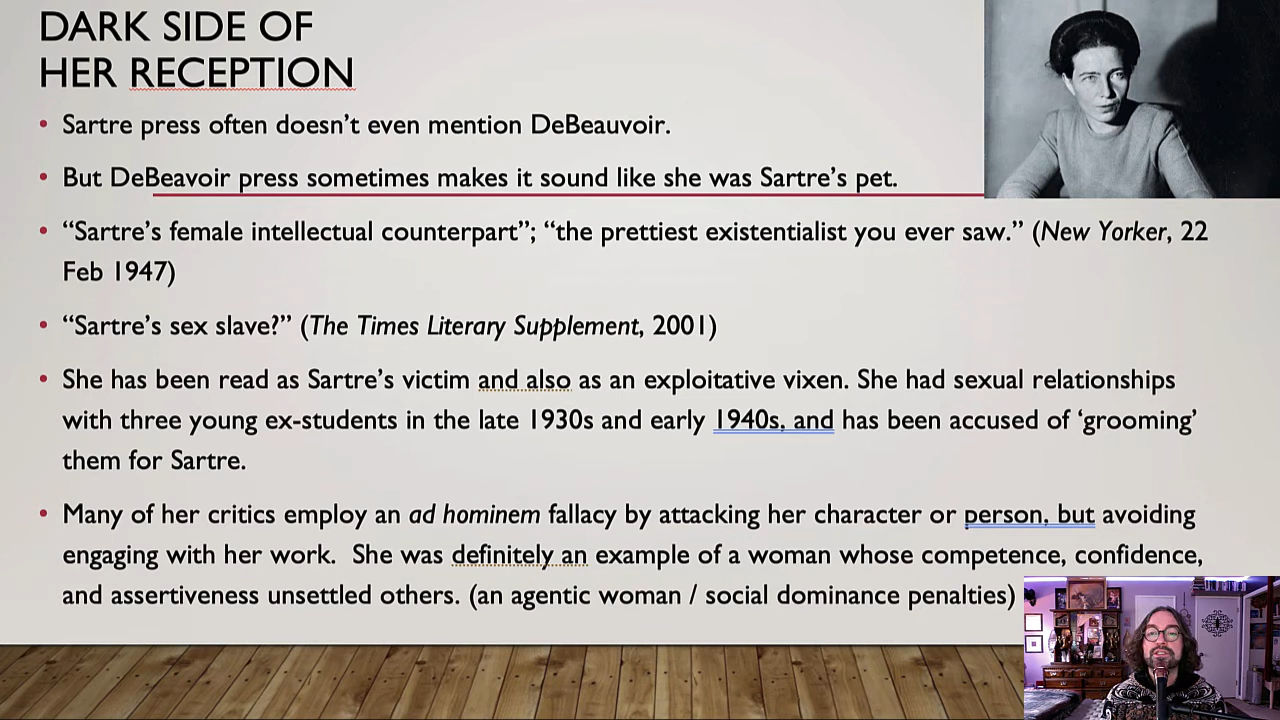 DARK SIDE OF
HER RECEPTION
• Sartre press often doesn’t even mention DeBeauvoir.
• But DeBeavoir press sometimes makes it sound like she was Sartre’s pet.
• “Sartre’s female intellectual counterpart”; “the prettiest existentialist you ever saw.” (New Yorker, 22
Feb 1947)
• “Sartre’s sex slave?” (The Times Literary Supplement, 2001)
• She has been read as Sartre’s victim and also as an exploitative vixen. She had sexual relationships
with three young ex-students in the late 1930s and early 1940s, and has been accused of ‘grooming’
them for Sartre.
• Many of her critics employ an ad hominem fallacy by attacking her character or person, but avoiding
engaging with her work.  She was definitely an example of a woman whose competence, confidence,
and assertiveness unsettled others. (an agentic woman / social dominance penalties)